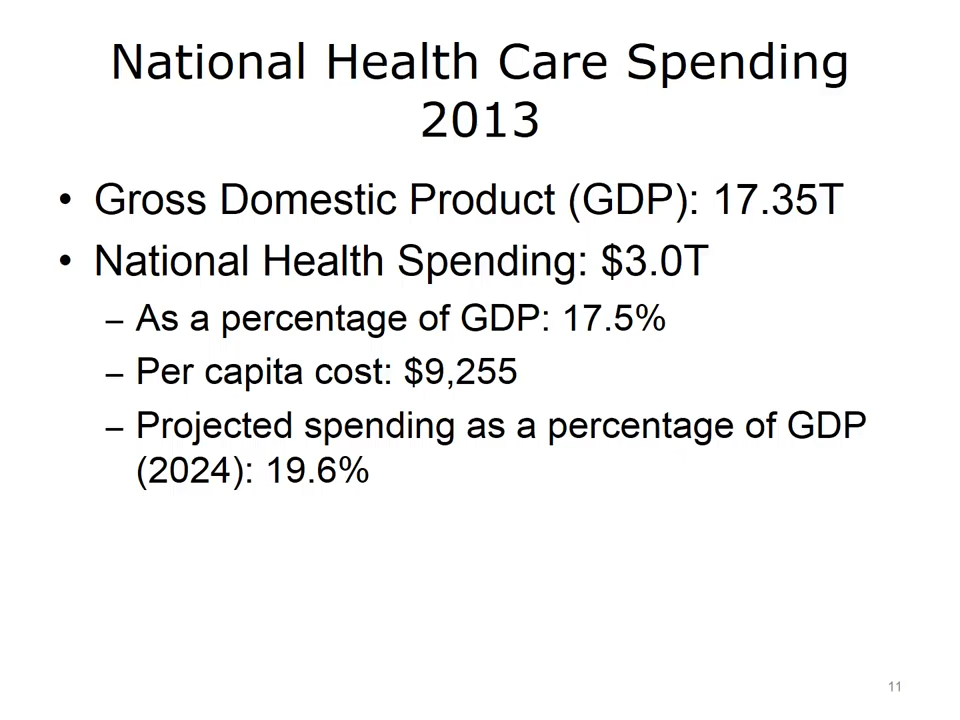 National Health Care Spending
2013
• Gross Domestic Product (GDP): 17.35T
• National Health Spending: $3.0T
– As a percentage of GDP: 17.5%
– Per capita cost: $9,255
– Projected spending as a percentage of GDP
(2024): 19.6%
11